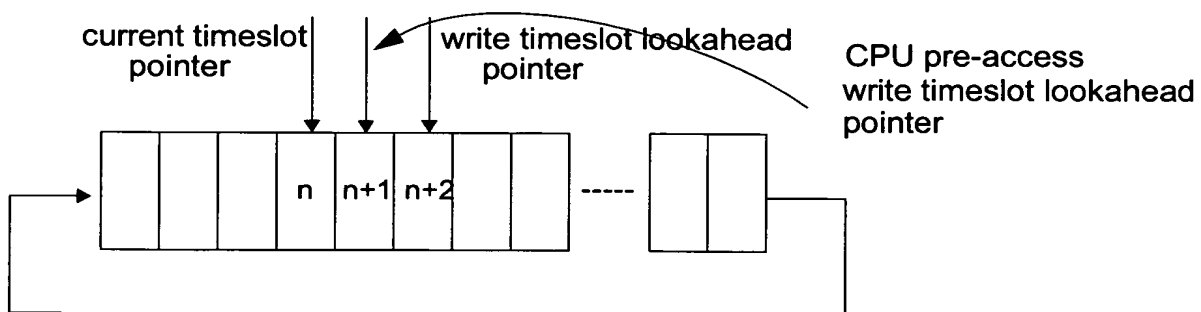 current timeslot
pointer
write timeslot lookahead
pointer
CPU pre-access
write timeslot lookahead
pointer
n n+1 n+2